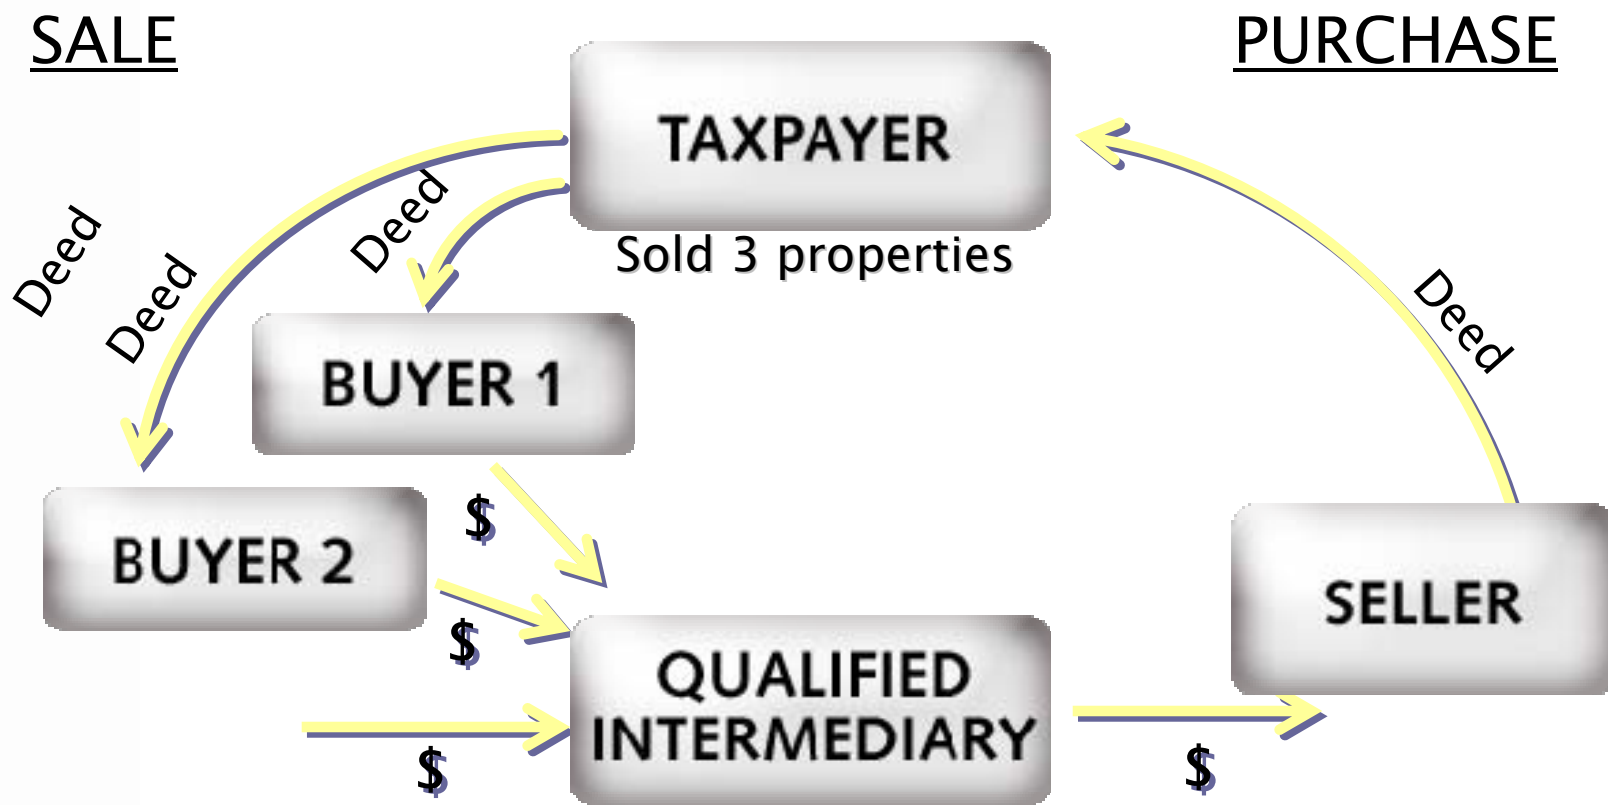 SALE
PURCHASE
TAXPAYER
Sold 3 properties
Deed
Deed
Deed
Deed
BUYER 1
$
BUYER 2
$
SELLER
QUALIFIED
INTERMEDIARY
$
$